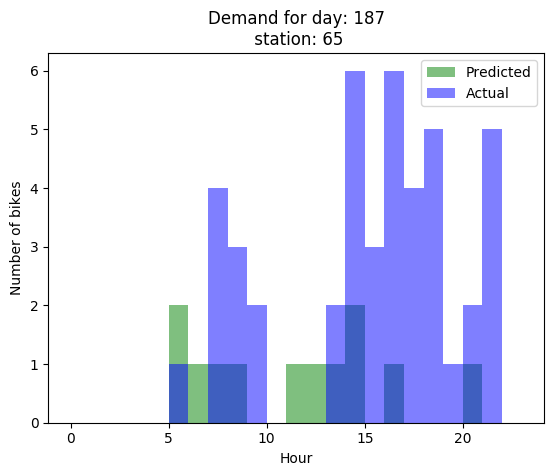 Demand for day: 187
station: 65
Predicted
Actual
Number of bikes
6
5
4
3
2
1
0
0 5 10 15 20
Hour